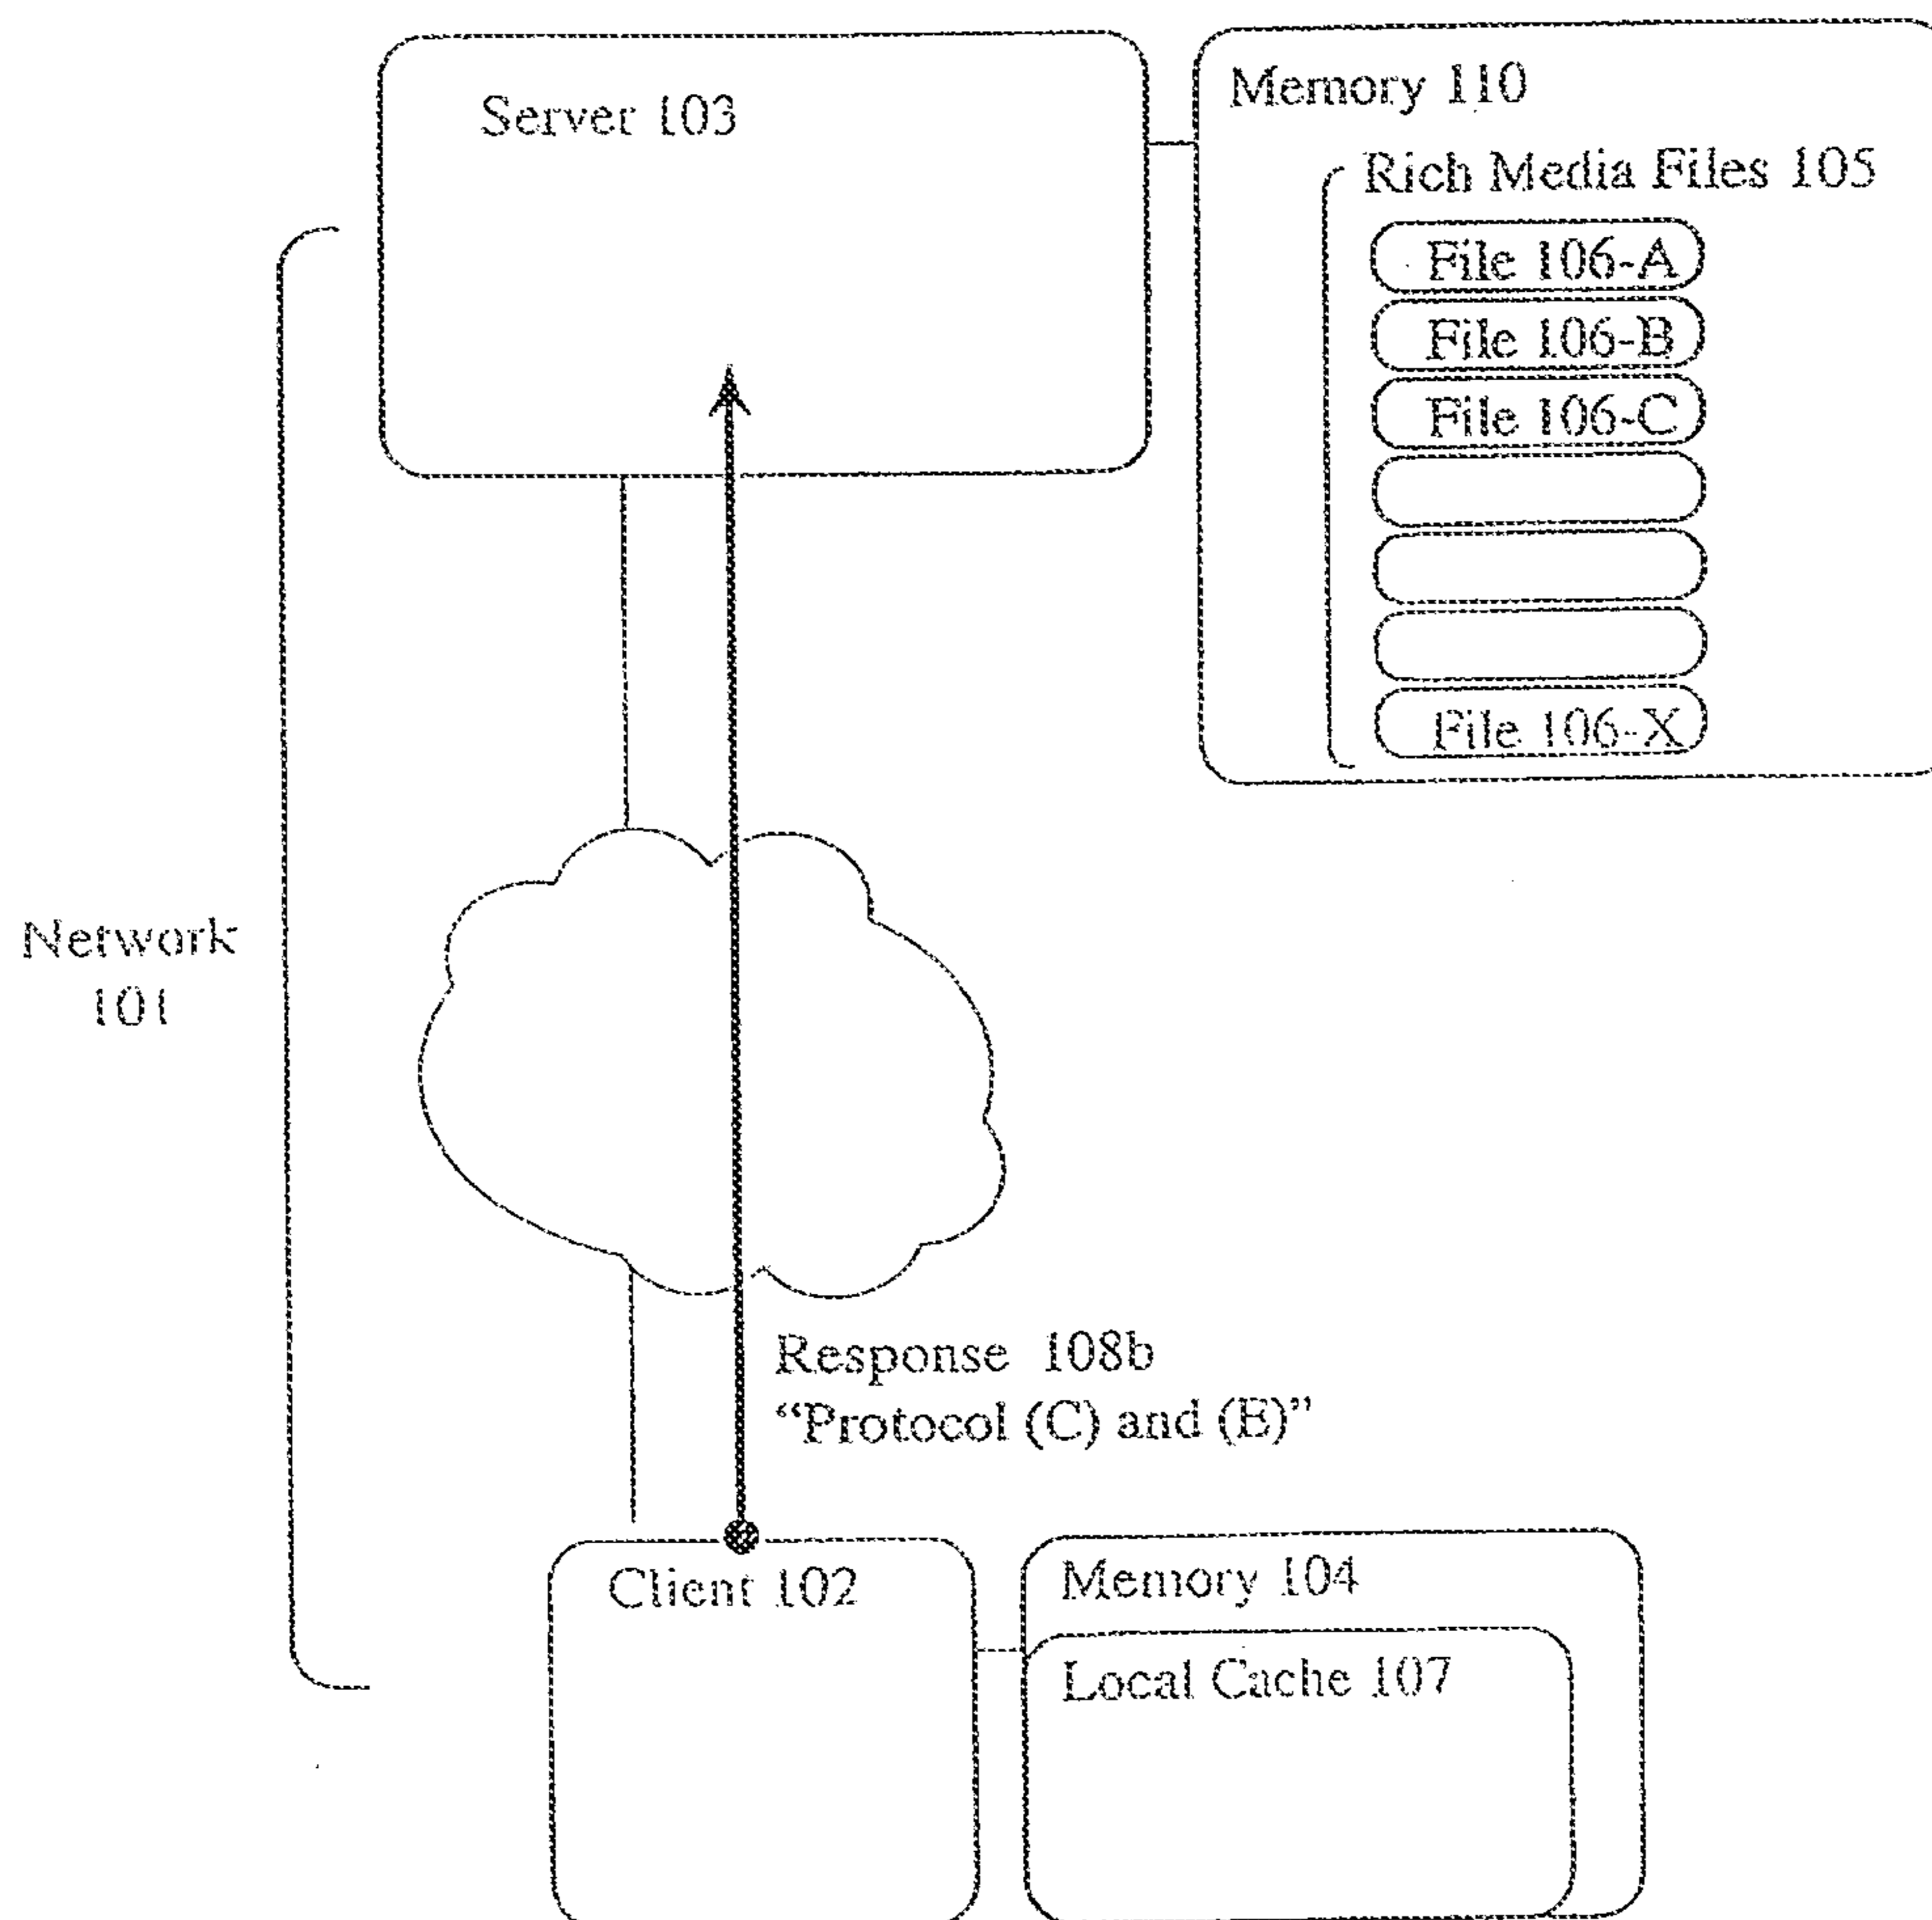 Server 103
Memory 110
Rich Media Files 105
File 106-A
File 106-B
File 106-C
File 106-X
Network
101
Response 108b
“Protocol (C) and (E)”
Client 102
Memory 104
Local Cache 107